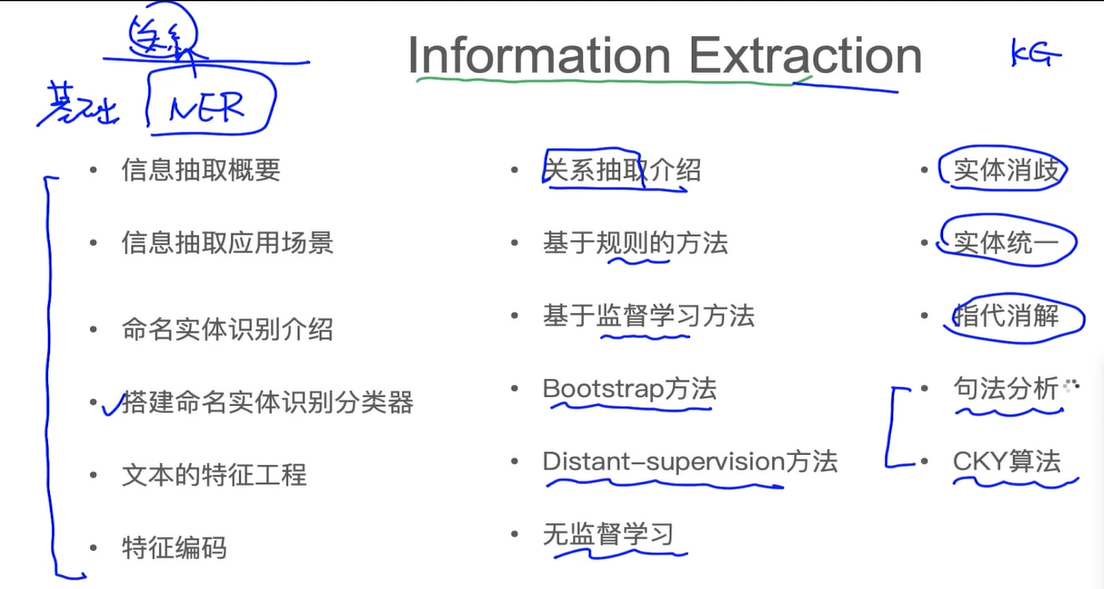 关系
Information Extraction
KG
基础 NER
• 信息抽取概要
• 信息抽取应用场景
• 命名实体识别介绍
• 搭建命名实体识别分类器
• 文本的特征工程
• 特征编码
• 关系抽取介绍
• 基于规则的方法
• 基于监督学习方法
• Bootstrap方法
• Distant-supervision方法
• 无监督学习
• 实体消歧
• 实体统一
• 指代消解
• 句法分析
• CKY算法